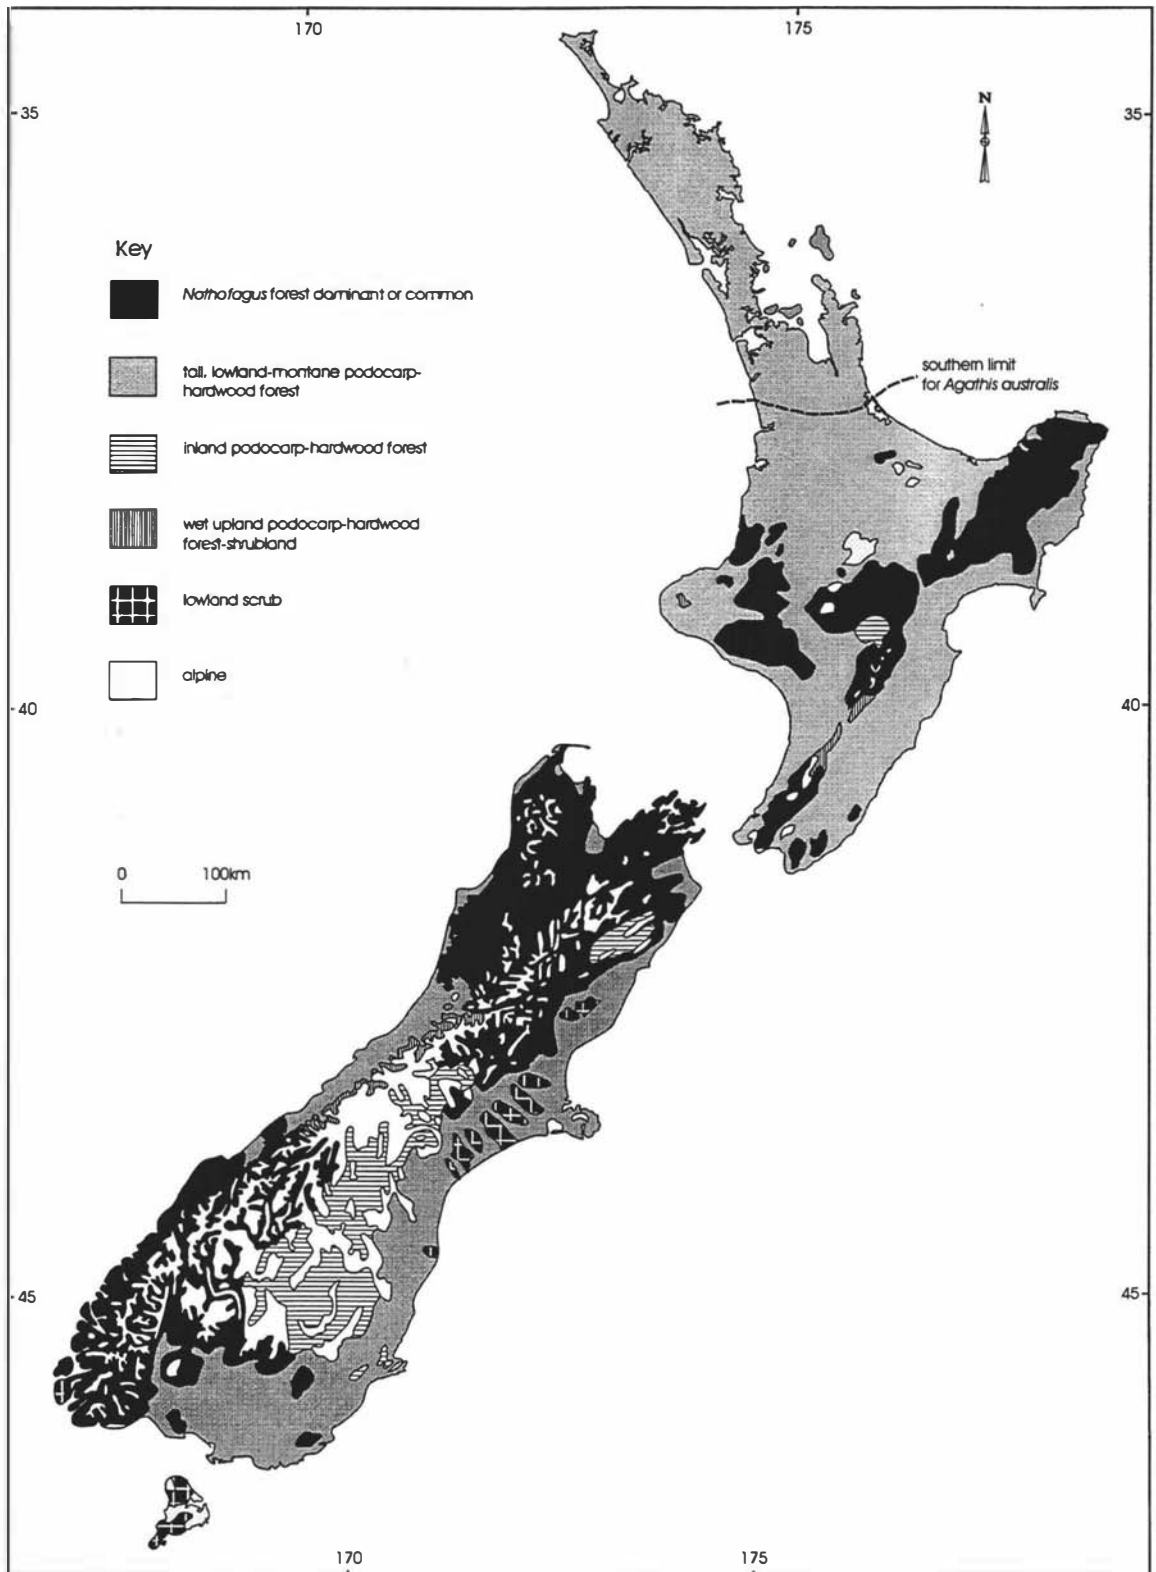 170
175
35
35
N
Key
Nothofagus forest dominant or common
tall, lowland-montane podocarp-
hardwood forest
southern limit
for Agathis australis
inland podocarp-hardwood forest
wet upland podocarp-hardwood
forest-shrubland
lowland scrub
alpine
40
40
0
100km
45
45
170
175